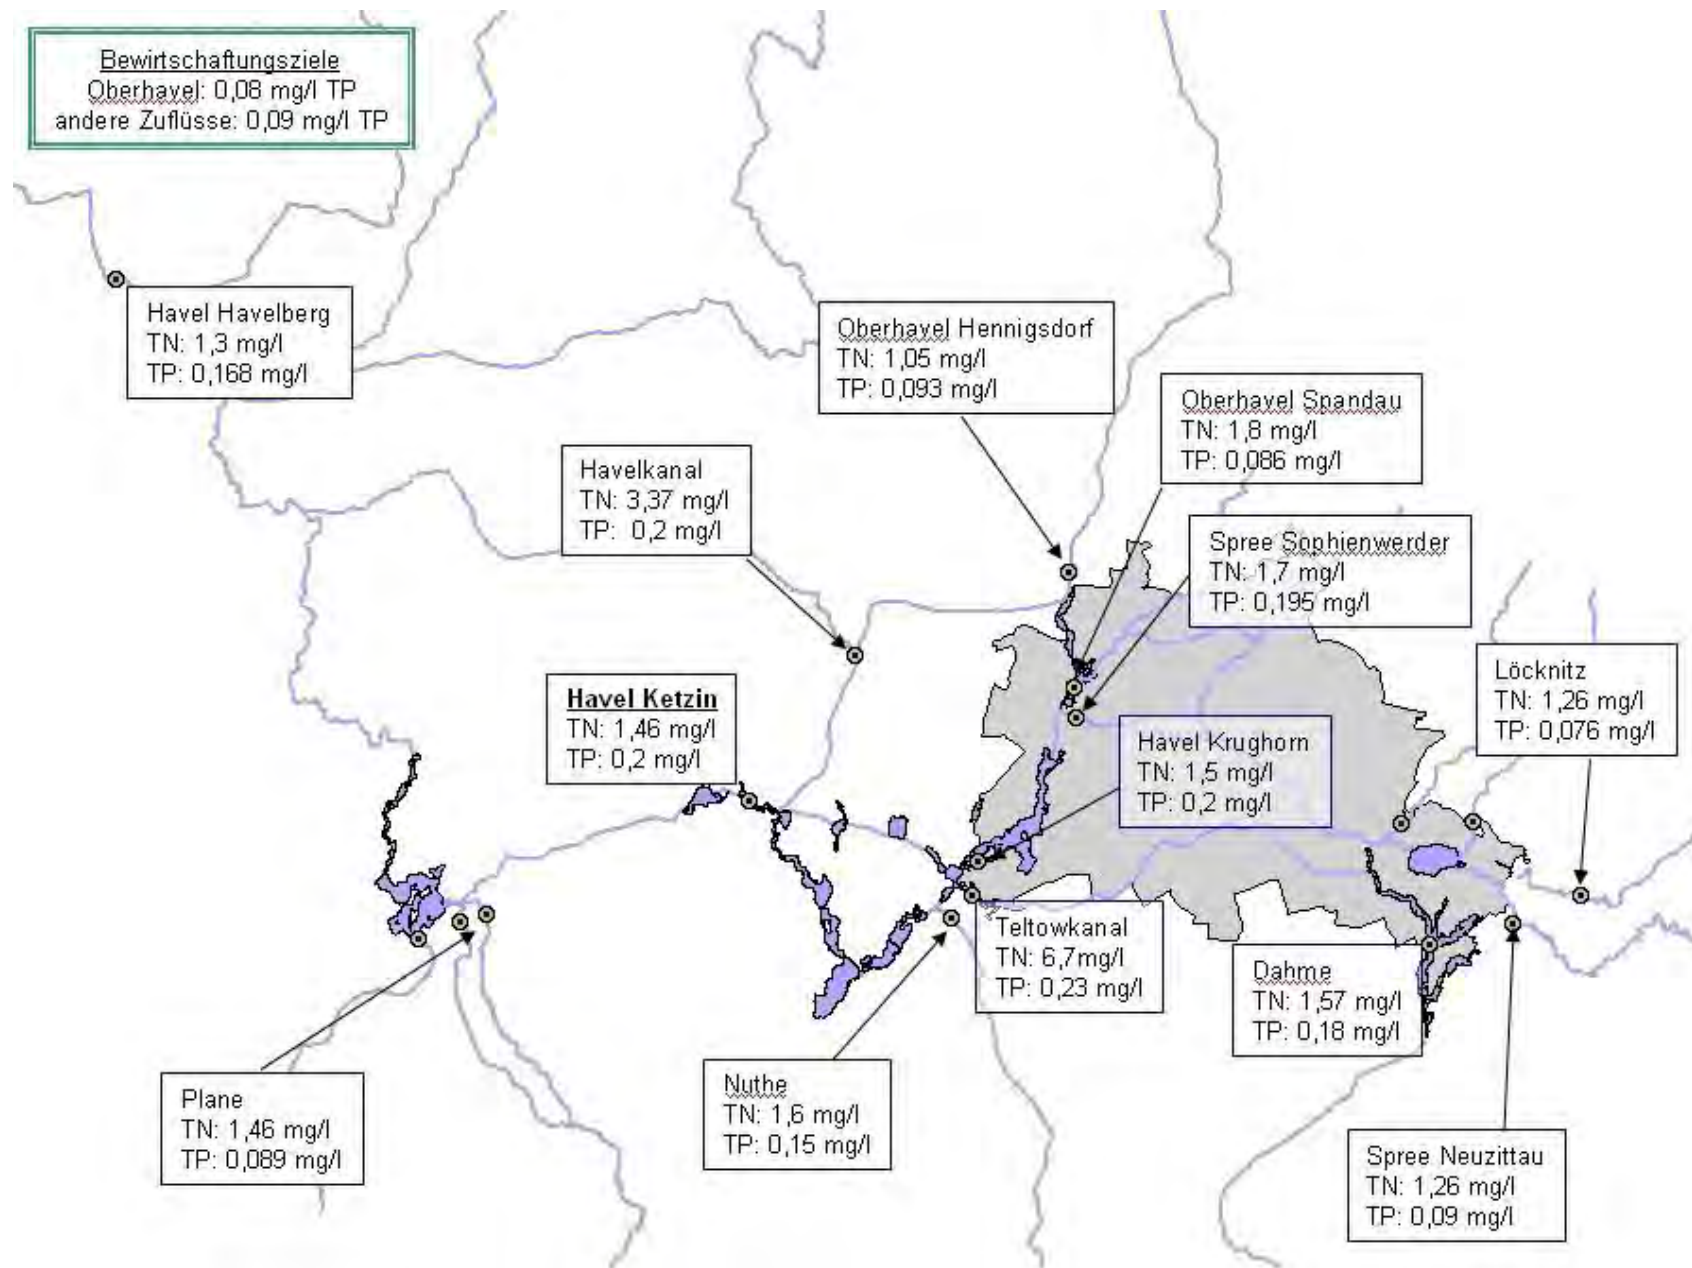 Bewirtschaftungsziele
Oberhavel: 0,08 mg/l TP
andere Zuflüsse: 0,09 mg/l TP
Havel Havelberg
TN: 1,3 mg/l
TP: 0,168 mg/l
Oberhavel Hennigsdorf
TN: 1,05 mg/l
TP: 0,093 mg/l
Oberhavel Spandau
TN: 1,8 mg/l
TP: 0,086 mg/l
Havelkanal
TN: 3,37 mg/l
TP: 0,2 mg/l
Spree Sophienwerder
TN: 1,7 mg/l
TP: 0,195 mg/l
Löcknitz
TN: 1,26 mg/l
TP: 0,076 mg/l
Havel Ketzin
TN: 1,46 mg/l
TP: 0,2 mg/l
Havel Krughorn
TN: 1,5 mg/l
TP: 0,2 mg/l
Teltowkanal
TN: 6,7mg/l
TP: 0,23 mg/l
Dahme
TN: 1,57 mg/l
TP: 0,18 mg/l
Plane
TN: 1,46 mg/l
TP: 0,089 mg/l
Nuthe
TN: 1,6 mg/l
TP: 0,15 mg/l
Spree Neuzittau
TN: 1,26 mg/l
TP: 0,09 mg/l